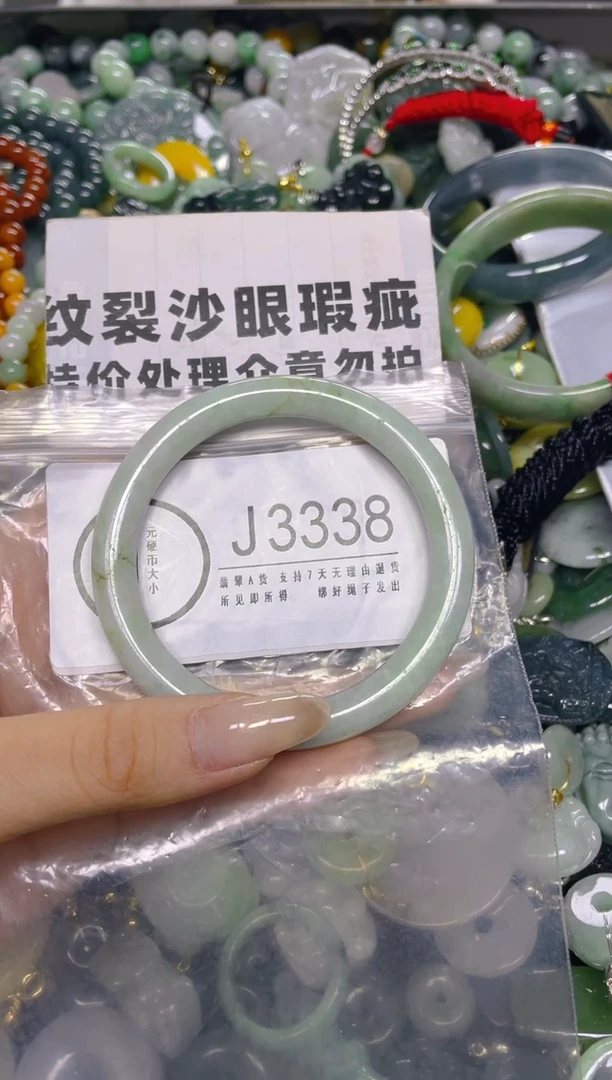 纹裂沙眼瑕疵
特价处理介意勿拍
元硬币大小
J3338
翡翠A货 支持7天无理由退货
所见即所得 绑好绳子发出